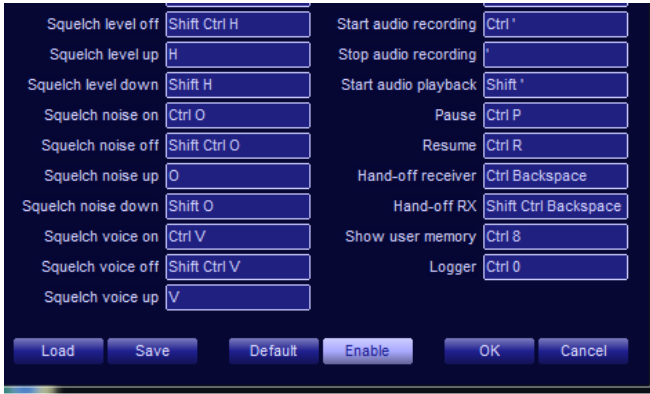 Squelch level off Shift Ctrl H Start audio recording Ctrl '
Squelch level up H Stop audio recording '
Squelch level down Shift H Start audio playback Shift '
Squelch noise on Ctrl O Pause Ctrl P
Squelch noise off Shift Ctrl O Resume Ctrl R
Squelch noise up O Hand-off receiver Ctrl Backspace
Squelch noise down Shift O Hand-off RX Shift Ctrl Backspace
Squelch voice on Ctrl V Show user memory Ctrl 8
Squelch voice off Shift Ctrl V Logger Ctrl 0
Squelch voice up V
Load Save Default Enable OK Cancel